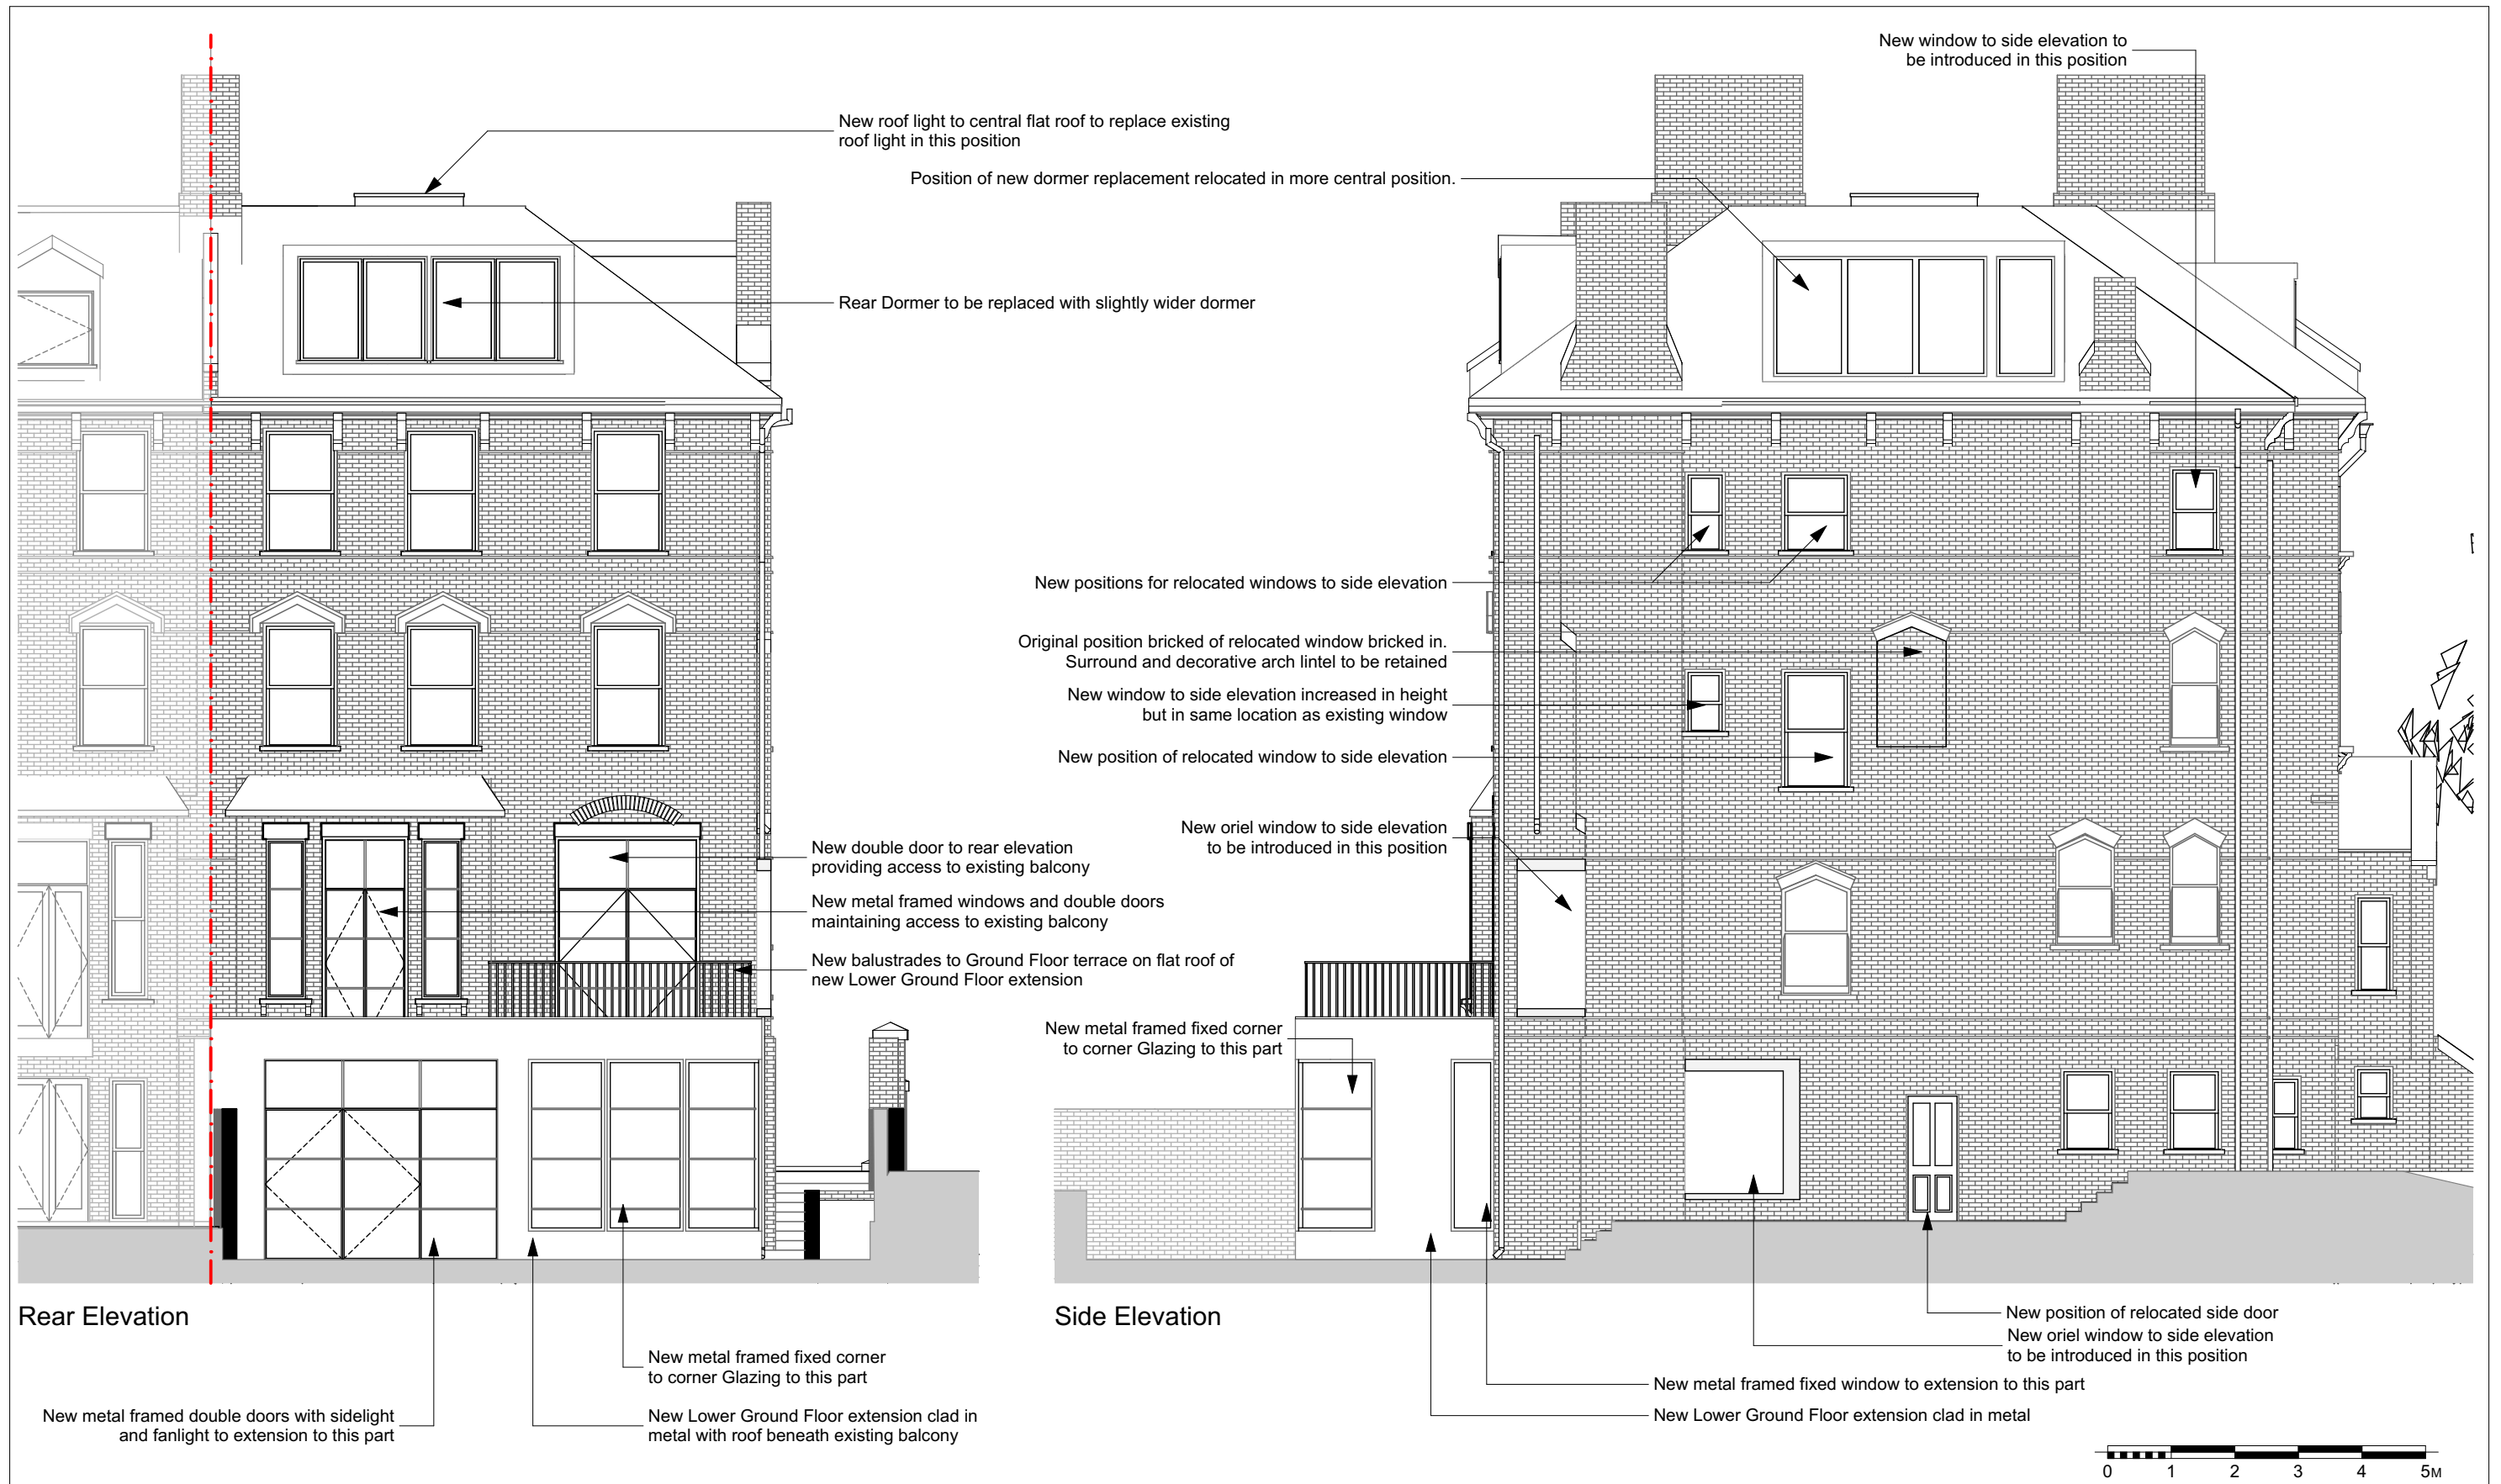 New window to side elevation to
be introduced in this position
New roof light to central flat roof to replace existing
roof light in this position
Position of new dormer replacement relocated in more central position.
Rear Dormer to be replaced with slightly wider dormer
New positions for relocated windows to side elevation
Original position bricked of relocated window bricked in.
Surround and decorative arch lintel to be retained
New window to side elevation increased in height
but in same location as existing window
New position of relocated window to side elevation
New oriel window to side elevation
to be introduced in this position
New double door to rear elevation
providing access to existing balcony
New metal framed windows and double doors
maintaining access to existing balcony
New balustrades to Ground Floor terrace on flat roof of
new Lower Ground Floor extension
New metal framed fixed corner
to corner Glazing to this part
Rear Elevation
Side Elevation
New position of relocated side door
New oriel window to side elevation
to be introduced in this position
New metal framed fixed corner
to corner Glazing to this part
New metal framed fixed window to extension to this part
New metal framed double doors with sidelight
and fanlight to extension to this part
New Lower Ground Floor extension clad in
metal with roof beneath existing balcony
New Lower Ground Floor extension clad in metal
0 1 2 3 4 5M